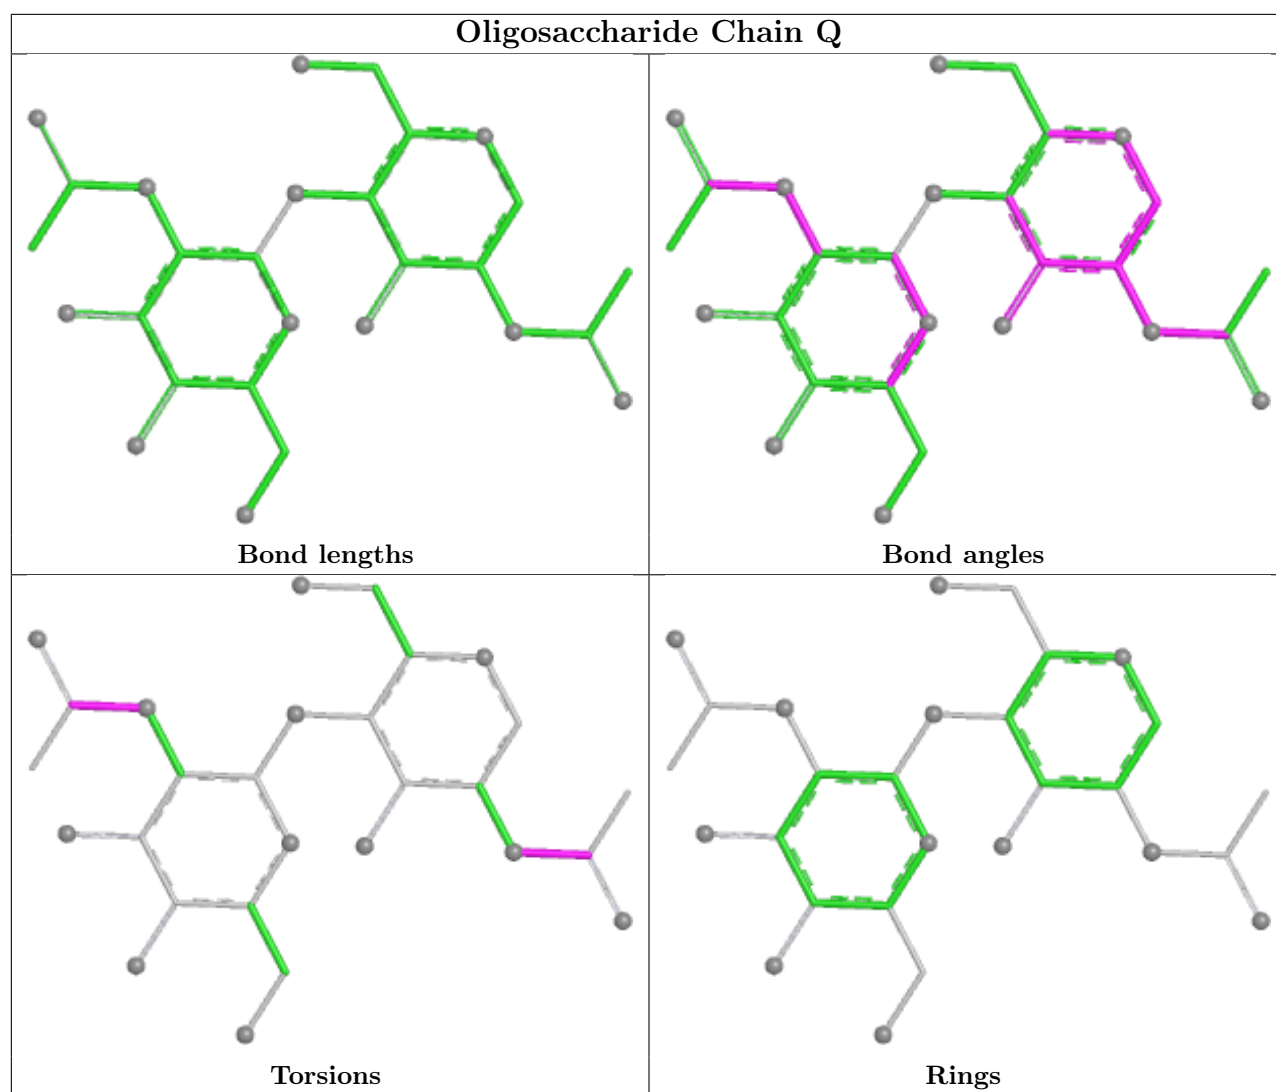 Oligosaccharide Chain Q
Bond lengths
Bond angles
Torsions
Rings